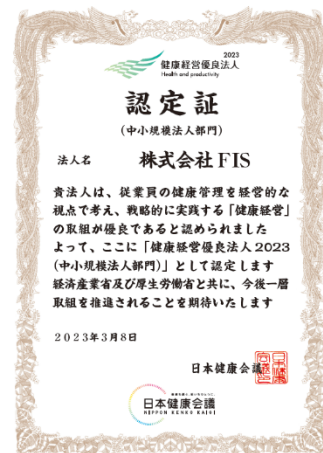 2023
健康経営優良法人
Health and productivity
認定証
(中小規模法人部門)
法人名 株式会社FIS
貴法人は、従業員の健康管理を経営的な
視点で考え、戦略的に実践する「健康経営」
の取組が優良であると認められました
よって、ここに「健康経営優良法人2023
(中小規模法人部門)」として認定します
経済産業省及び厚生労働省と共に、今後一層
取組を推進されることを期待いたします
2023年3月8日
日本健康会議
日本健康会議
NIPPON KENKO KAIGI